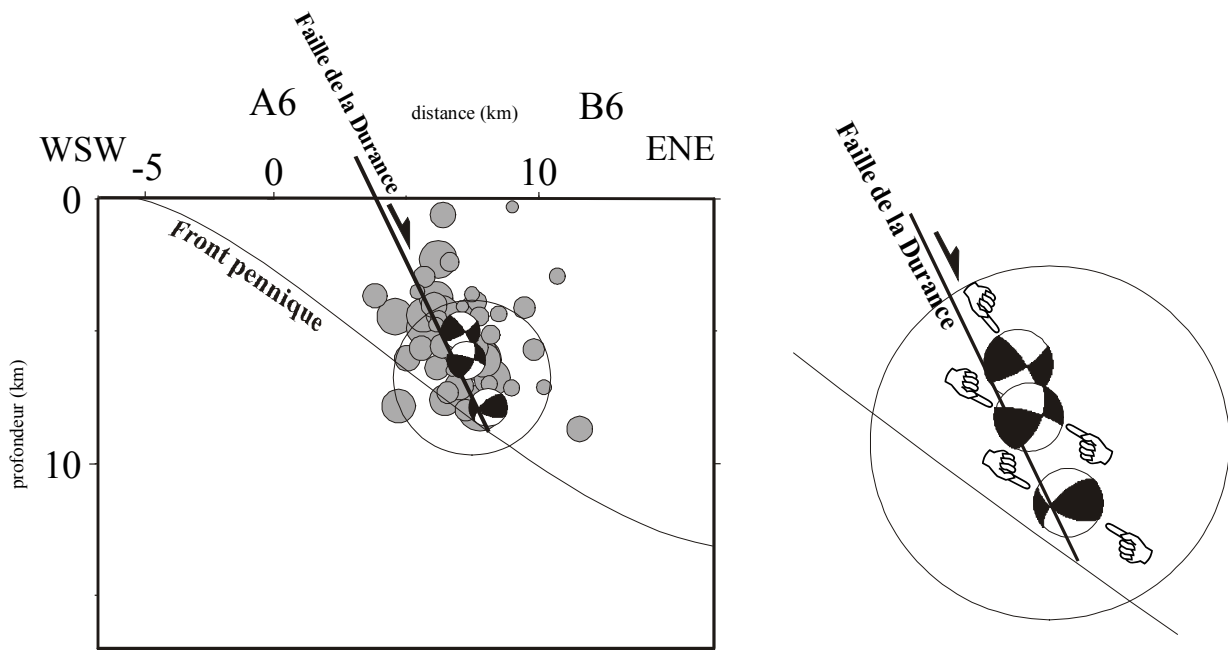 Faille de la Durance
A6
distance (km)
B6
WSW
ENE
-5
0
10
0
Front pennique
profondeur (km)
10
Faille de la Durance